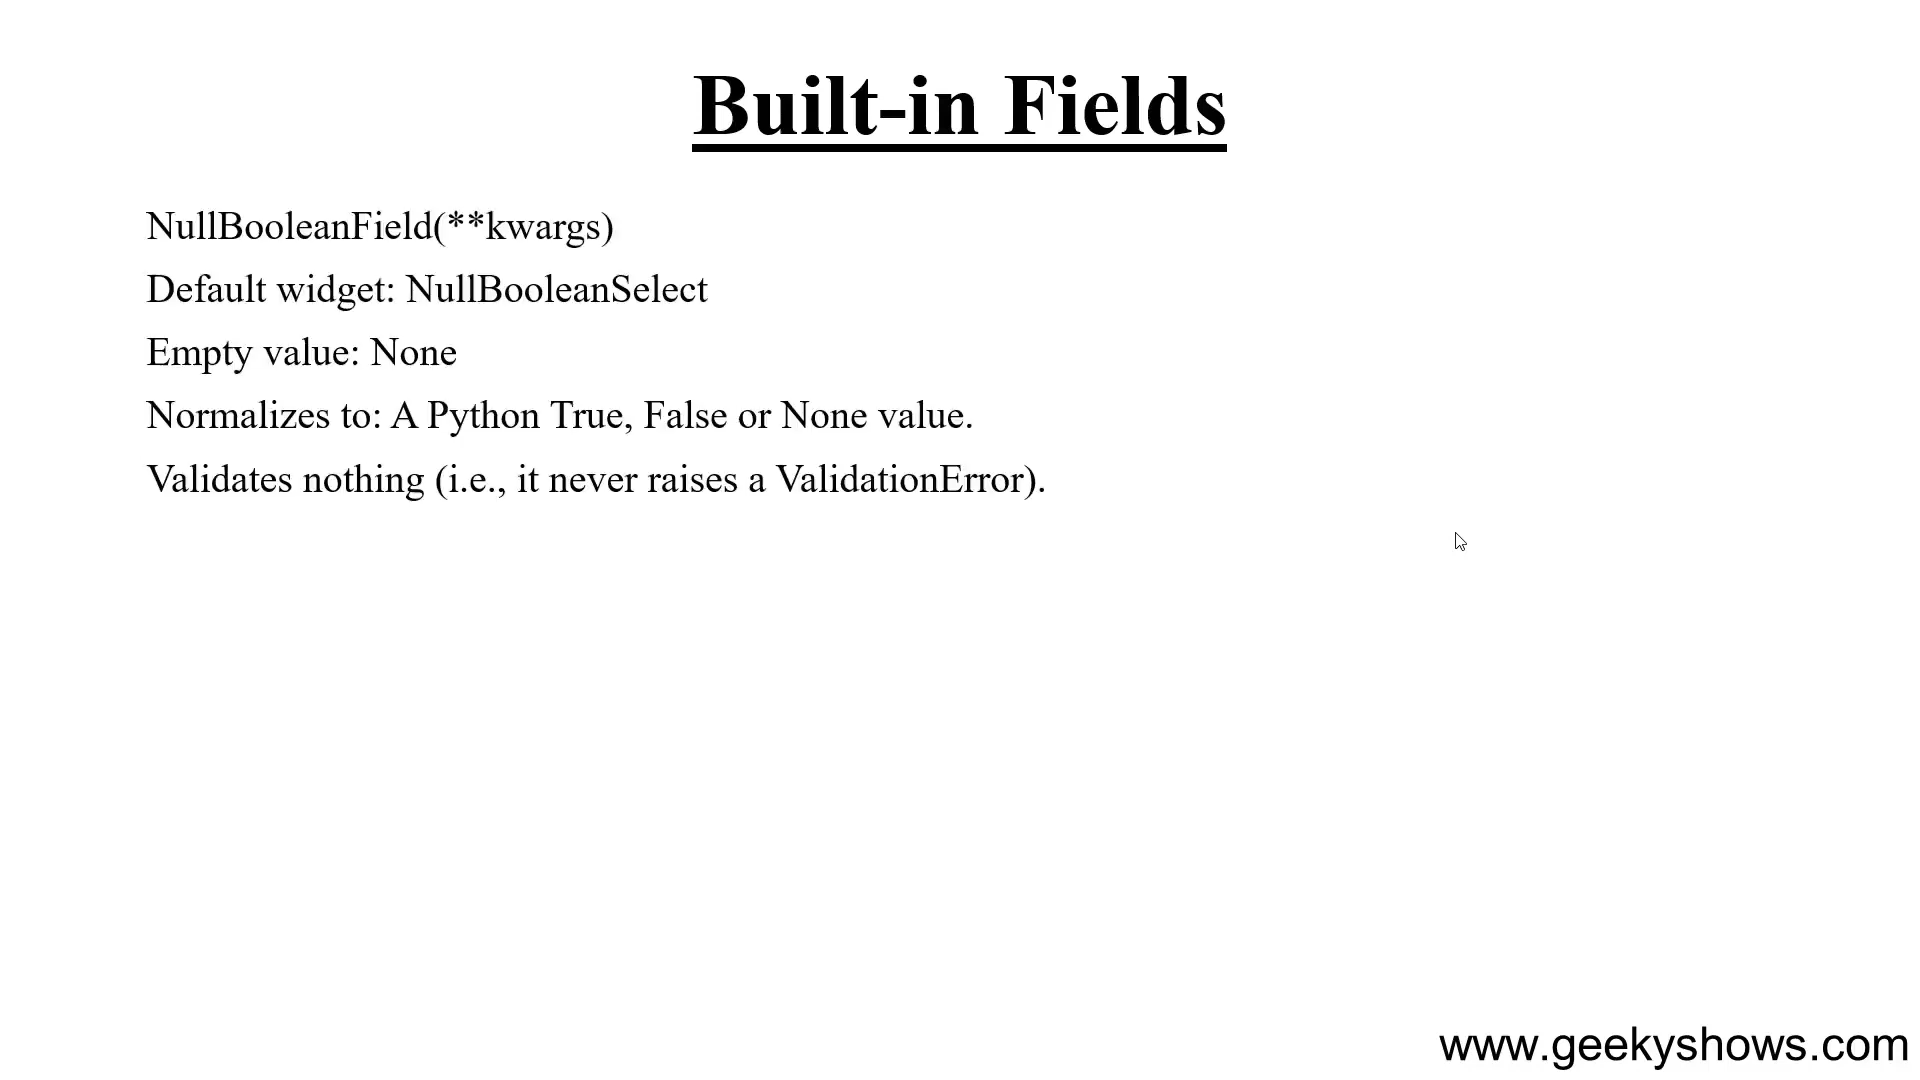 Built-in Fields
NullBooleanField(**kwargs)
Default widget: NullBooleanSelect
Empty value: None
Normalizes to: A Python True, False or None value.
Validates nothing (i.e., it never raises a ValidationError).
www.geekyshows.com